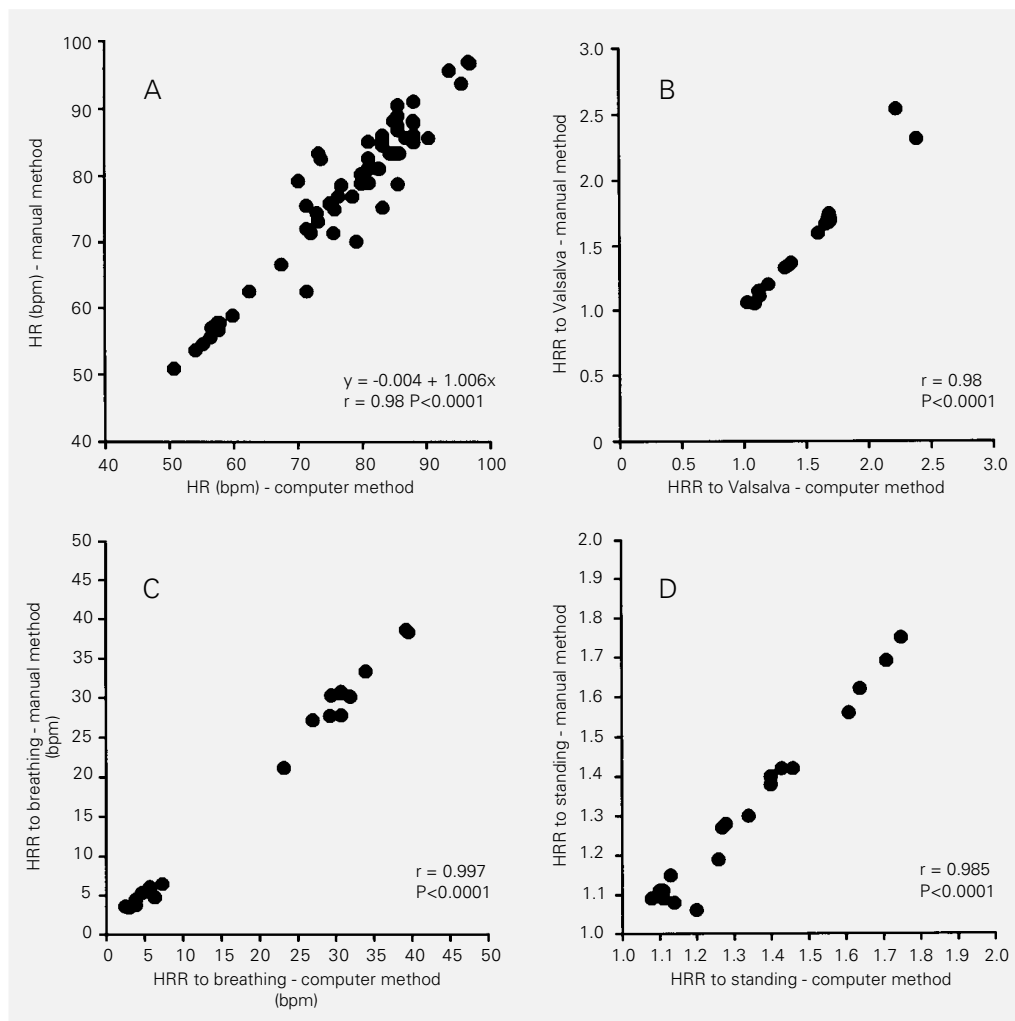 A
HR (bpm) - manual method
100
90
80
70
60
50
40
y = -0.004 + 1.006x
r = 0.98 P<0.0001
40 50 60 70 80 90 100
HR (bpm) - computer method
B
HRR to Valsalva - manual method
3.0
2.5
2.0
1.5
1.0
0.5
0
r = 0.98
P<0.0001
0 0.5 1.0 1.5 2.0 2.5 3.0
HRR to Valsalva - computer method
C
HRR to breathing - manual method
(bpm)
50
45
40
35
30
25
20
15
10
5
0
r = 0.997
P<0.0001
0 5 10 15 20 25 30 35 40 45 50
HRR to breathing - computer method
(bpm)
D
HRR to standing - manual method
2.0
1.9
1.8
1.7
1.6
1.5
1.4
1.3
1.2
1.1
1.0
r = 0.985
P<0.0001
1.0 1.1 1.2 1.3 1.4 1.5 1.6 1.7 1.8 1.9 2.0
HRR to standing - computer method